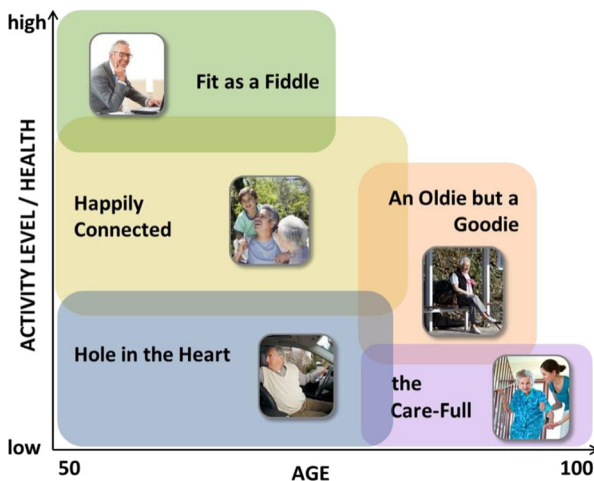 high
Fit as a Fiddle
ACTIVITY LEVEL / HEALTH
Happily
Connected
An Oldie but a
Goodie
Hole in the Heart
the
Care-Full
low
50
AGE
100